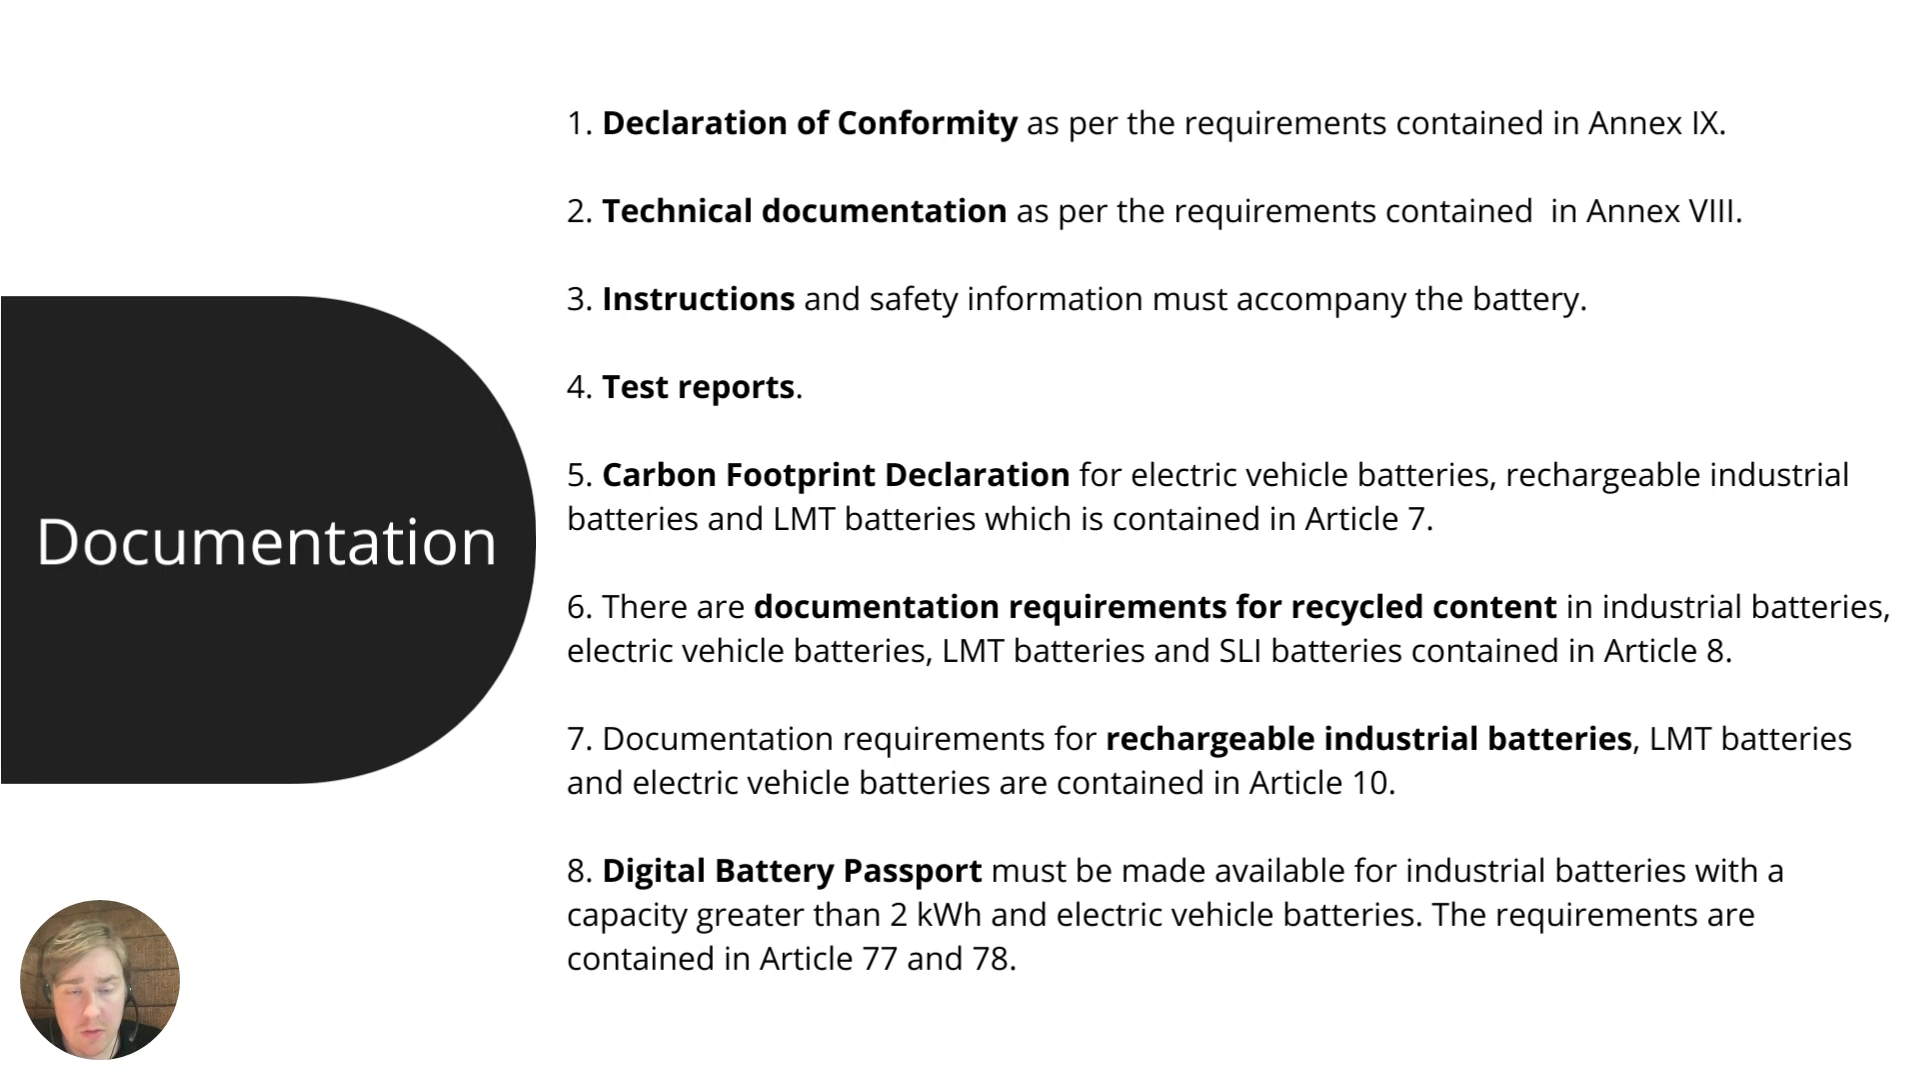 Documentation
1. Declaration of Conformity as per the requirements contained in Annex IX.
2. Technical documentation as per the requirements contained  in Annex VIII.
3. Instructions and safety information must accompany the battery.
4. Test reports.
5. Carbon Footprint Declaration for electric vehicle batteries, rechargeable industrial
batteries and LMT batteries which is contained in Article 7.
6. There are documentation requirements for recycled content in industrial batteries,
electric vehicle batteries, LMT batteries and SLI batteries contained in Article 8.
7. Documentation requirements for rechargeable industrial batteries, LMT batteries
and electric vehicle batteries are contained in Article 10.
8. Digital Battery Passport must be made available for industrial batteries with a
capacity greater than 2 kWh and electric vehicle batteries. The requirements are
contained in Article 77 and 78.